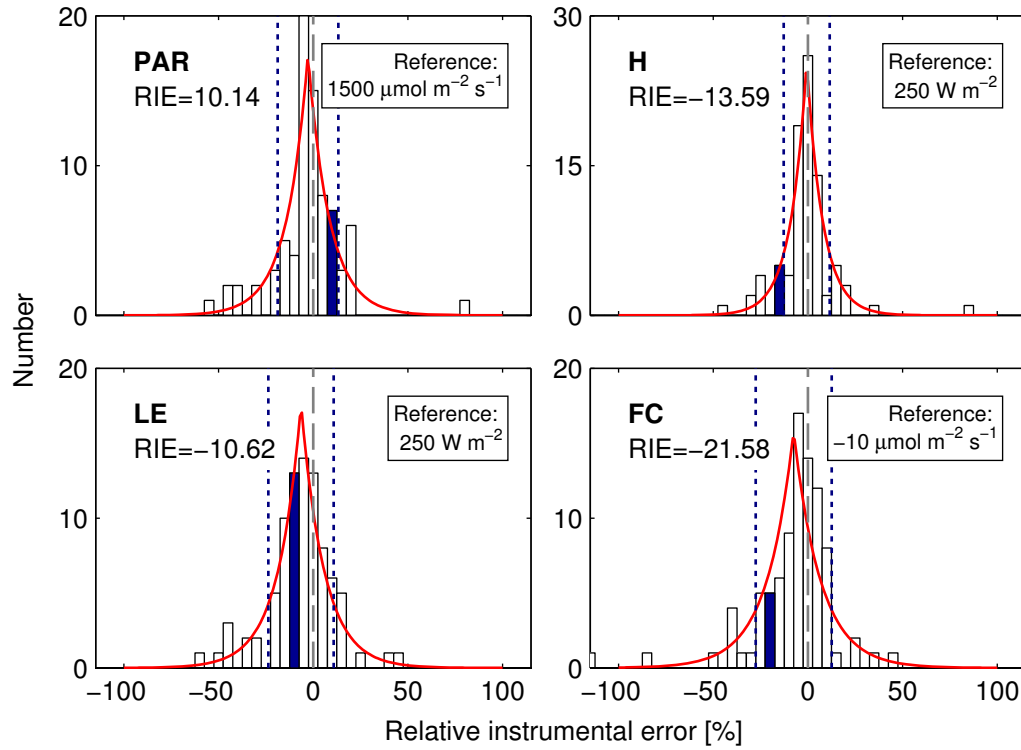 20
10
0
PAR
RIE=10.14
Reference:
1500 μmol m⁻² s⁻¹
30
15
0
H
RIE=−13.59
Reference:
250 W m⁻²
Number
20
10
0
LE
RIE=−10.62
Reference:
250 W m⁻²
−100 −50 0 50 100
20
10
0
FC
RIE=−21.58
Reference:
−10 μmol m⁻² s⁻¹
−100 −50 0 50 100
Relative instrumental error [%]